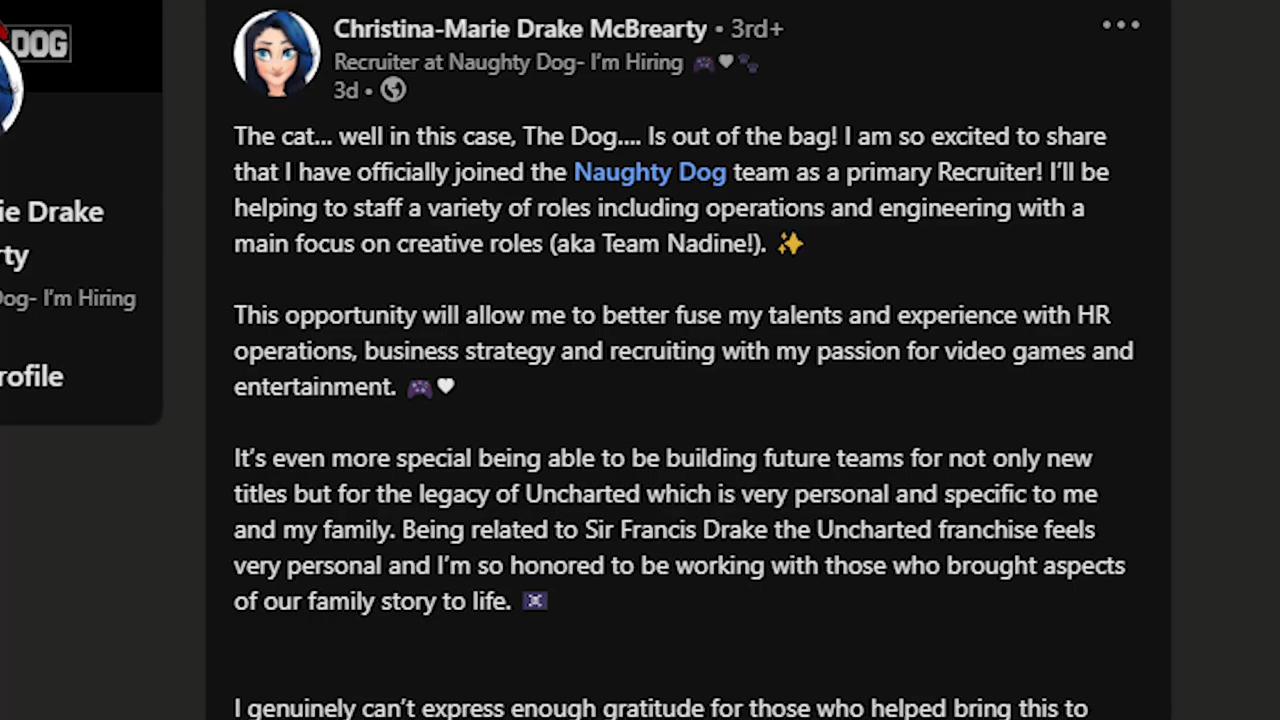 DOG
ie Drake
rty
Dog- I'm Hiring
rofile
Christina-Marie Drake McBrearty • 3rd+
Recruiter at Naughty Dog- I'm Hiring 🎮🤍🐾
3d •
The cat... well in this case, The Dog.... Is out of the bag! I am so excited to share
that I have officially joined the Naughty Dog team as a primary Recruiter! I'll be
helping to staff a variety of roles including operations and engineering with a
main focus on creative roles (aka Team Nadine!). ✨
This opportunity will allow me to better fuse my talents and experience with HR
operations, business strategy and recruiting with my passion for video games and
entertainment. 🎮🤍
It's even more special being able to be building future teams for not only new
titles but for the legacy of Uncharted which is very personal and specific to me
and my family. Being related to Sir Francis Drake the Uncharted franchise feels
very personal and I'm so honored to be working with those who brought aspects
of our family story to life.
I genuinely can't express enough gratitude for those who helped bring this to